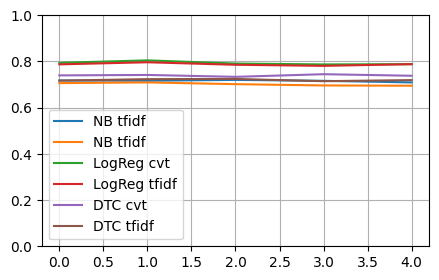 1.0
0.8
0.6
0.4
0.2
0.0
NB tfidf
NB tfidf
LogReg cvt
LogReg tfidf
DTC cvt
DTC tfidf
0.0 0.5 1.0 1.5 2.0 2.5 3.0 3.5 4.0